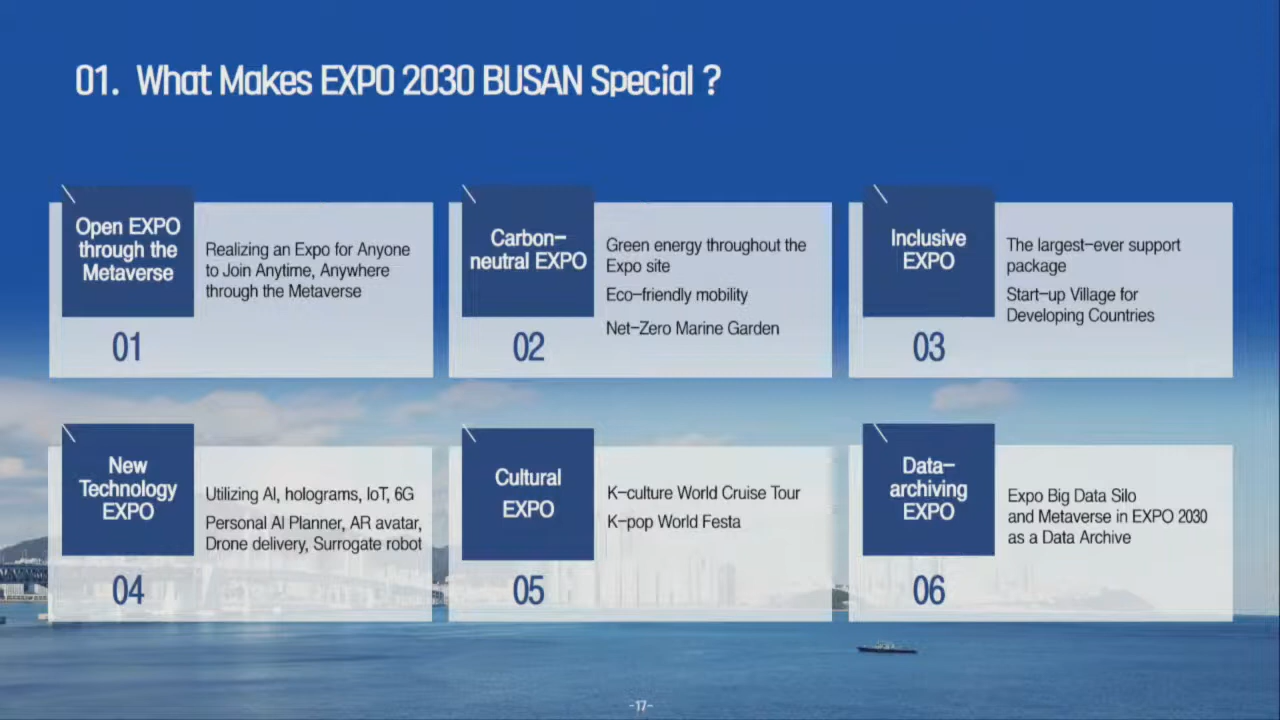 01. What Makes EXPO 2030 BUSAN Special ?
Open EXPO
through the
Metaverse
01
Realizing an Expo for Anyone
to Join Anytime, Anywhere
through the Metaverse
Carbon-
neutral EXPO
02
Green energy throughout the
Expo site
Eco-friendly mobility
Net-Zero Marine Garden
Inclusive
EXPO
03
The largest-ever support
package
Start-up Village for
Developing Countries
New
Technology
EXPO
04
Utilizing AI, holograms, IoT, 6G
Personal AI Planner, AR avatar,
Drone delivery, Surrogate robot
Cultural
EXPO
05
K-culture World Cruise Tour
K-pop World Festa
Data-
archiving
EXPO
06
Expo Big Data Silo
and Metaverse in EXPO 2030
as a Data Archive
-17-